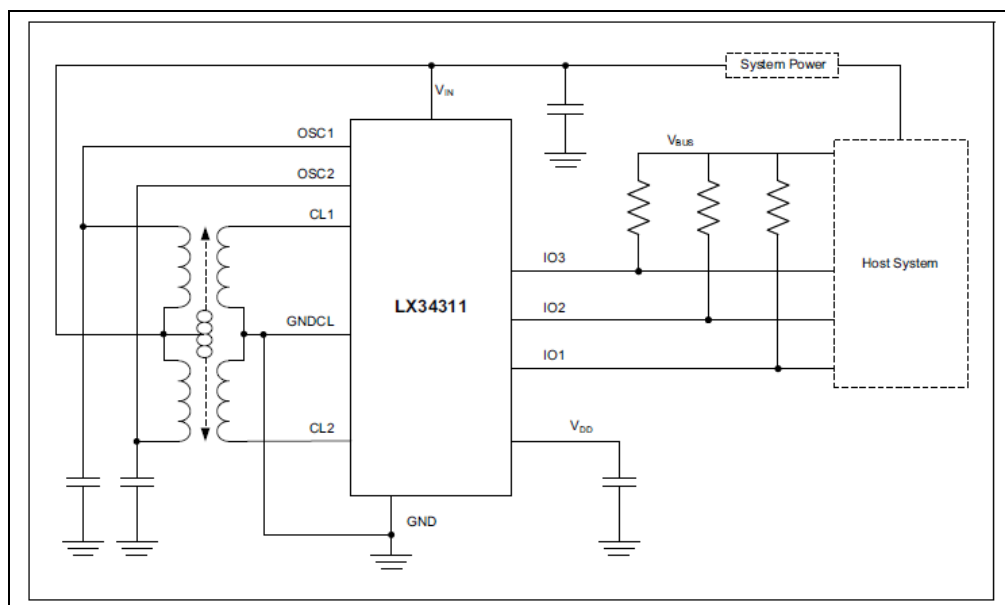 System Power
VIN
OSC1
VBUS
OSC2
CL1
IO3
Host System
LX34311
IO2
GNDCL
IO1
CL2
VDD
GND